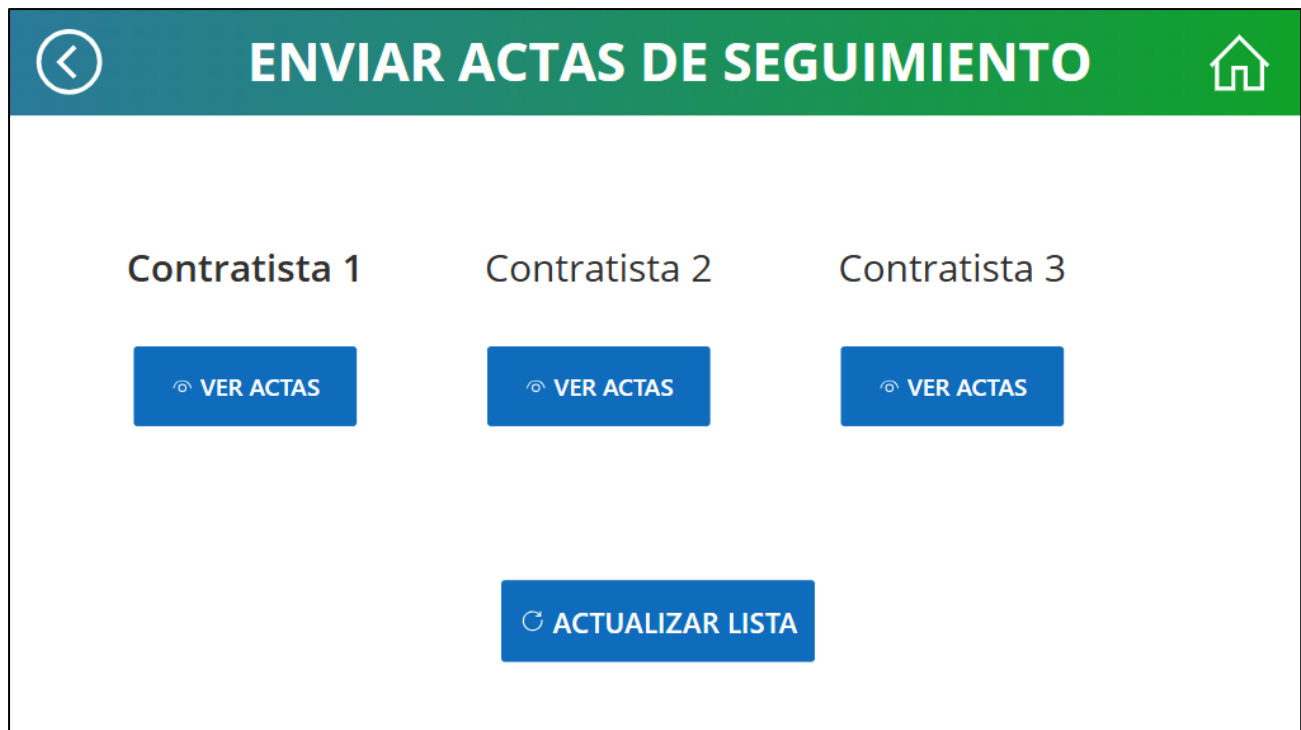 ENVIAR ACTAS DE SEGUIMIENTO
Contratista 1 Contratista 2 Contratista 3
VER ACTAS VER ACTAS VER ACTAS
ACTUALIZAR LISTA